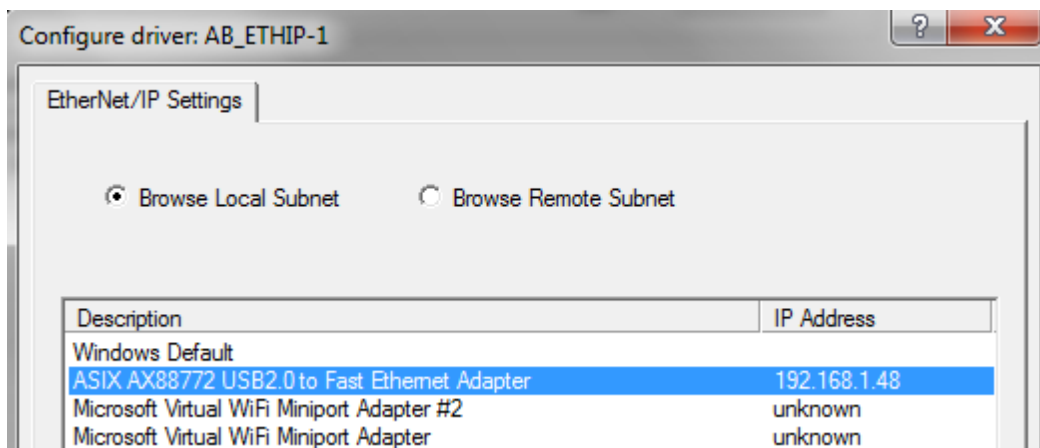 Configure driver: AB_ETHIP-1
EtherNet/IP Settings
Browse Local Subnet Browse Remote Subnet
Description IP Address
Windows Default
ASIX AX88772 USB2.0 to Fast Ethernet Adapter 192.168.1.48
Microsoft Virtual WiFi Miniport Adapter #2 unknown
Microsoft Virtual WiFi Miniport Adapter unknown